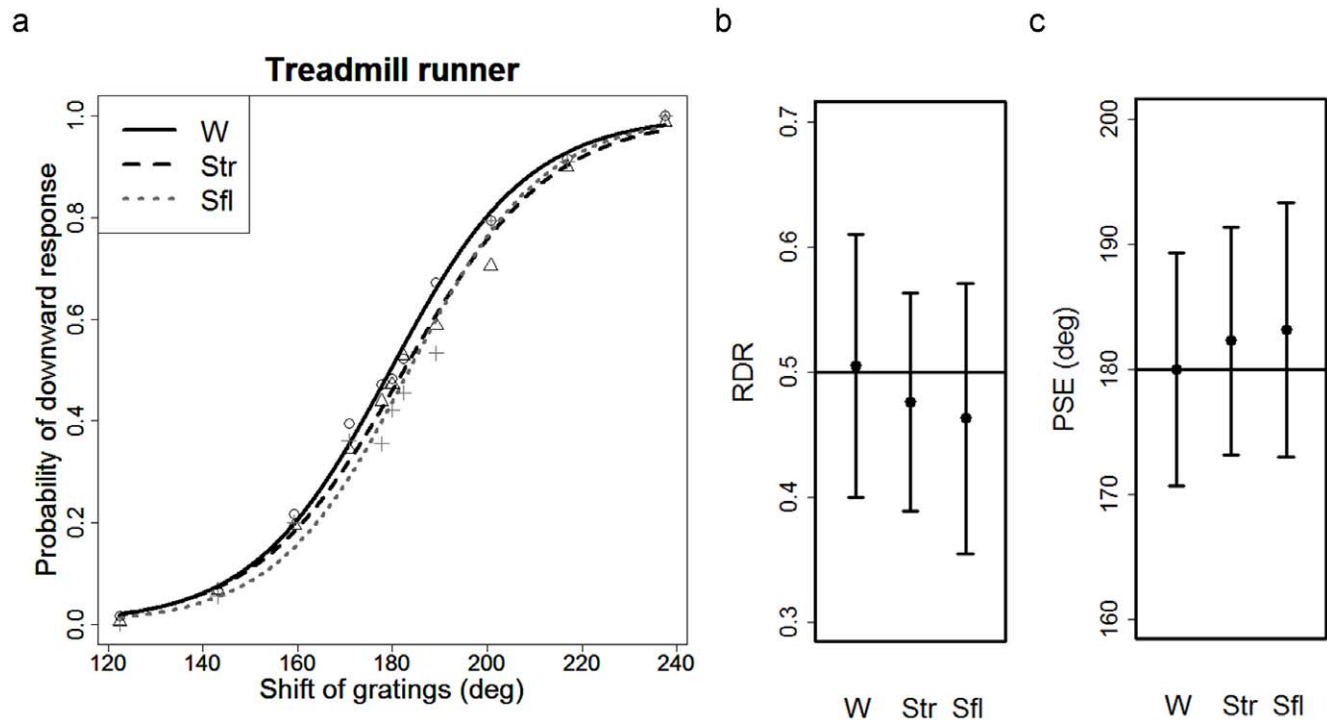 a
Treadmill runner
W
Str
Sfl
Probability of downward response
0.0 0.2 0.4 0.6 0.8 1.0
120 140 160 180 200 220 240
Shift of gratings (deg)
b
RDR
0.3 0.4 0.5 0.6 0.7
W Str Sfl
c
PSE (deg)
160 170 180 190 200
W Str Sfl